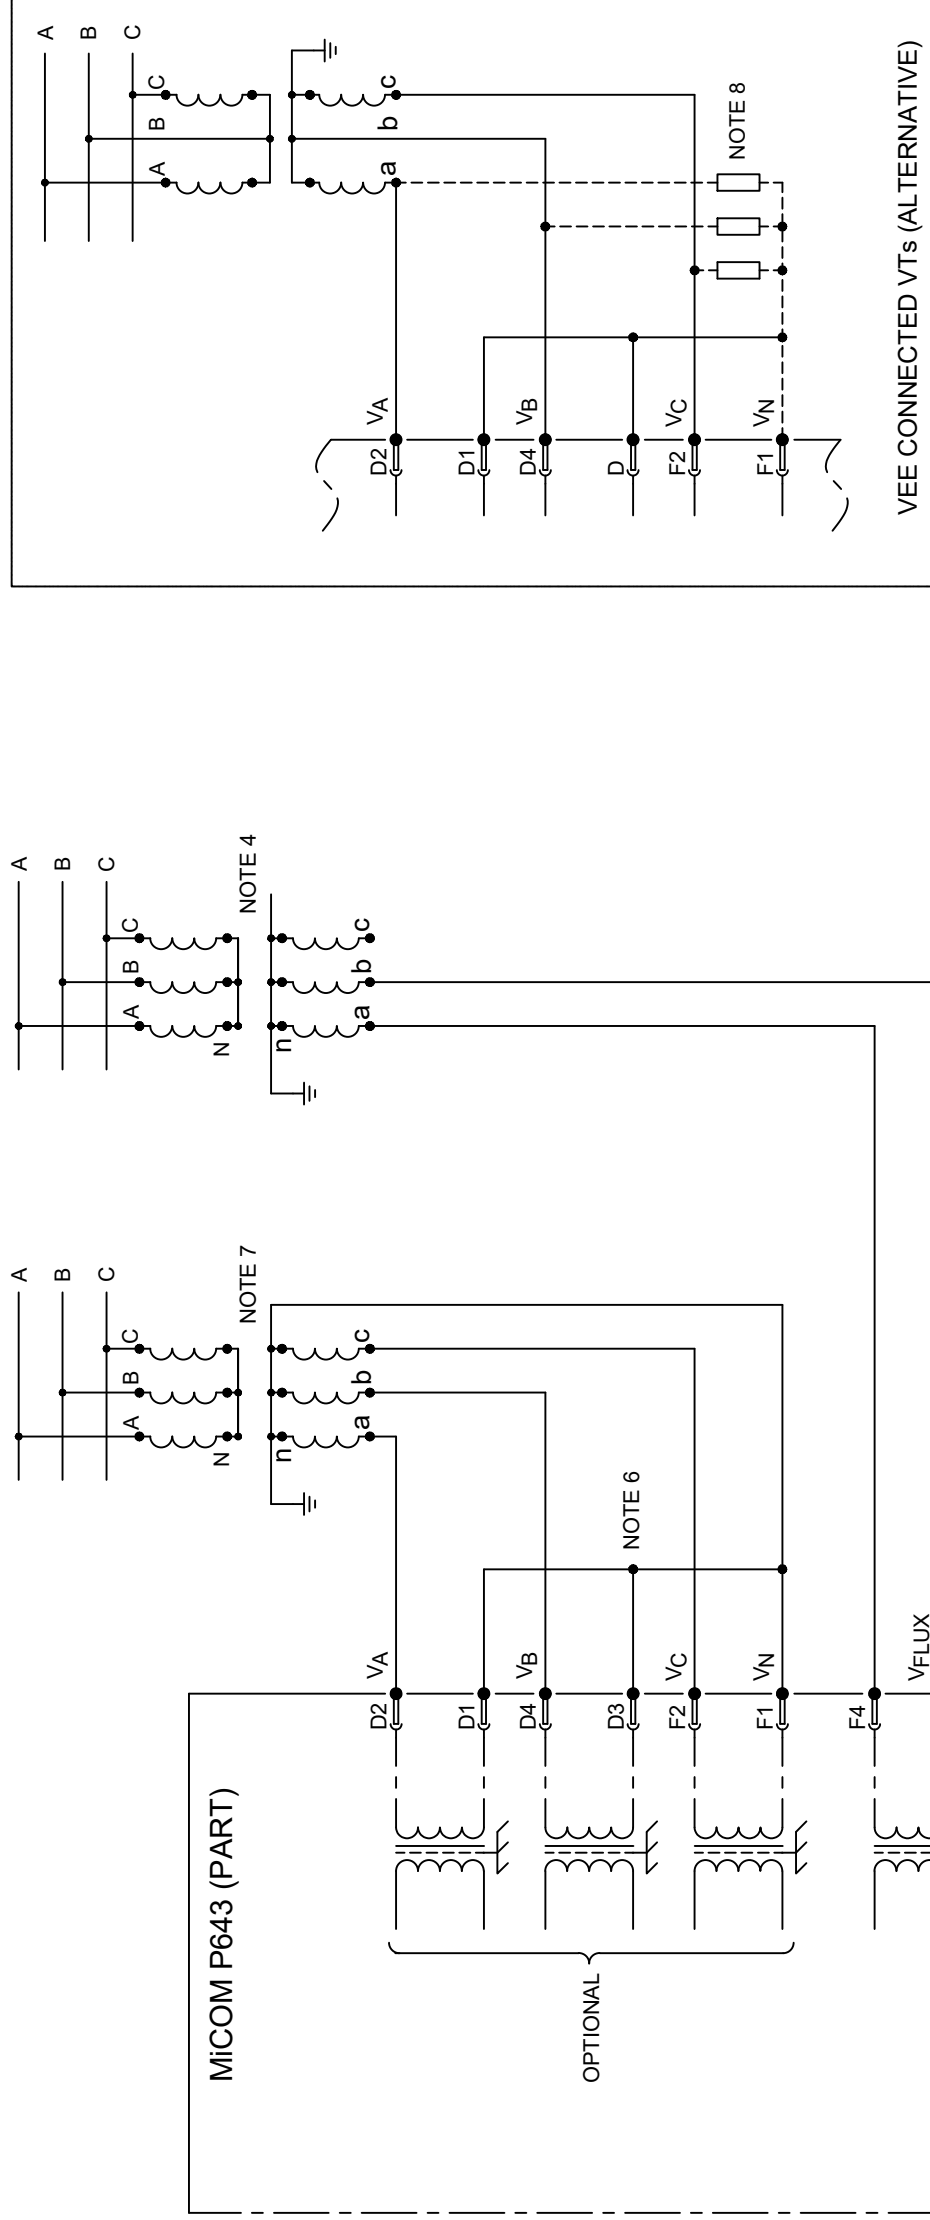 MiCOM P643 (PART)
OPTIONAL
D2
VA
D1
D4
VB
D3
F2
VC
F1
VN
F4
VFLUX
NOTE 6
A
B
C
A
B
C
N
NOTE 7
n
a
b
c
A
B
C
A
B
C
N
NOTE 4
n
a
b
c
A
B
C
A
B
C
a
b
c
D2
VA
D1
D4
VB
D
F2
VC
F1
VN
NOTE 8
VEE CONNECTED VTs (ALTERNATIVE)